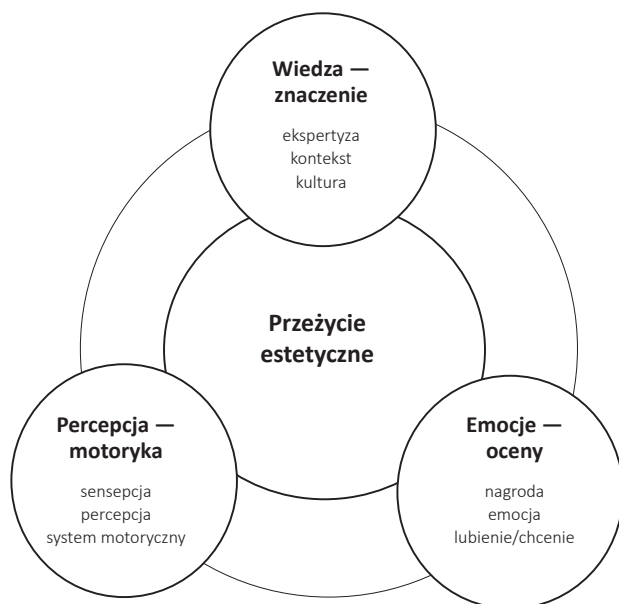 Wiedza —
znaczenie
ekspertyza
kontekst
kultura
Przeżycie
estetyczne
Percepcja —
motoryka
sensepcja
percepcja
system motoryczny
Emocje —
oceny
nagroda
emocja
lubienie/chcenie